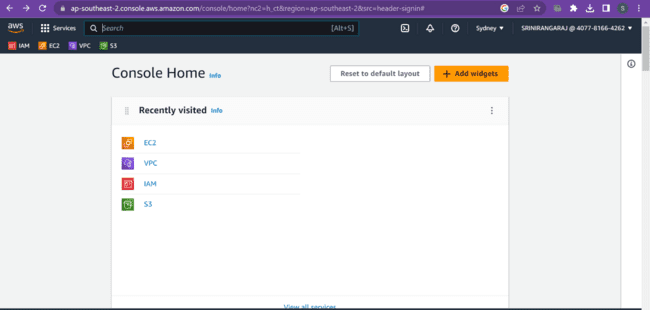 ap-southeast-2.console.aws.amazon.com/console/home?nc2=h_ct&region=ap-southeast-2&src=header-signin#
aws Services Search [Alt+S] Sydney SRINIRANGARAJ @ 4077-8166-4262
IAM EC2 VPC S3
Console Home Info Reset to default layout + Add widgets
Recently visited Info
EC2
VPC
IAM
S3
View all services